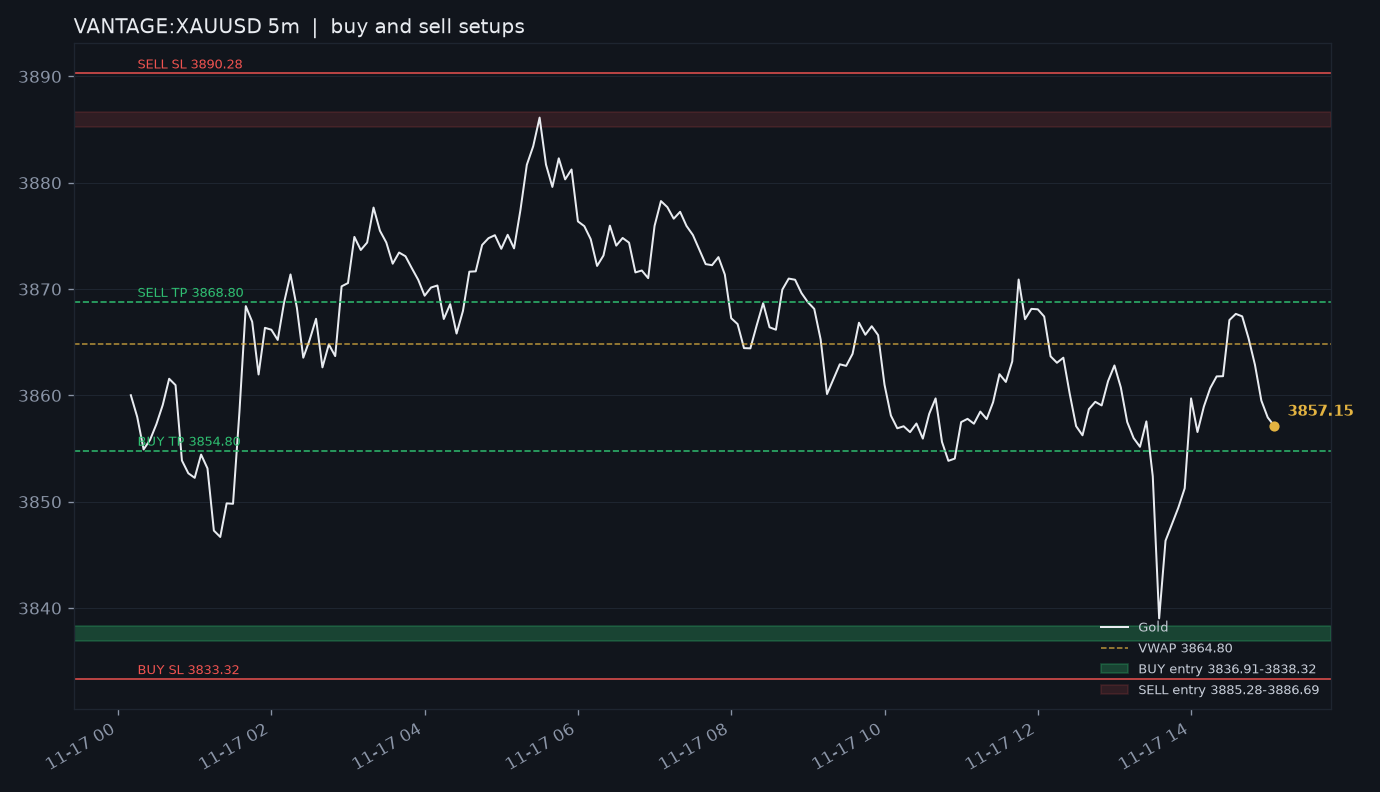 VANTAGE:XAUUSD 5m | buy and sell setups
SELL SL 3890.28
3890
3880
SELL TP 3868.80
3870
3860
3857.15
BUY TP 3854.80
3850
3840
Gold
VWAP 3864.80
BUY entry 3836.91-3838.32
SELL entry 3885.28-3886.69
BUY SL 3833.32
11-17 00
11-17 02
11-17 04
11-17 06
11-17 08
11-17 10
11-17 12
11-17 14